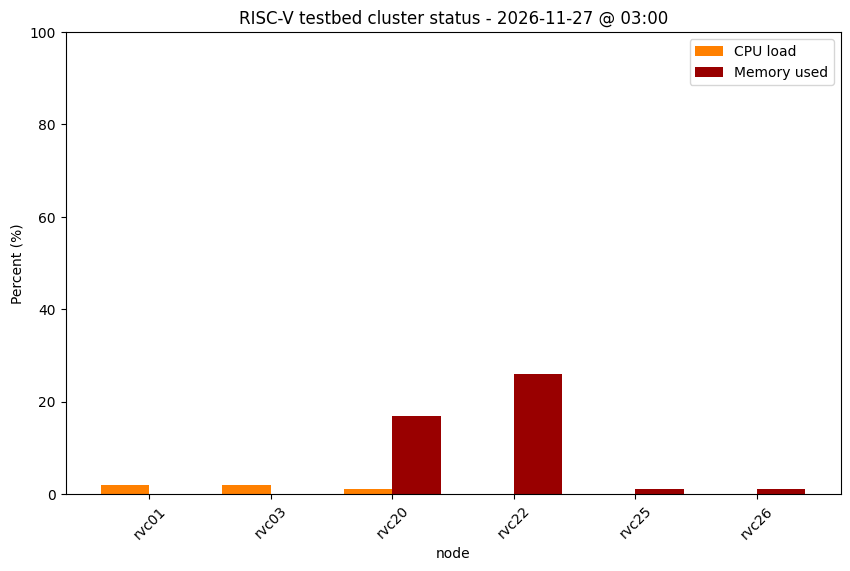 RISC-V testbed cluster status - 2026-11-27 @ 03:00
CPU load
Memory used
Percent (%)
100
80
60
40
20
0
rvc01
rvc03
rvc20
rvc22
rvc25
rvc26
node